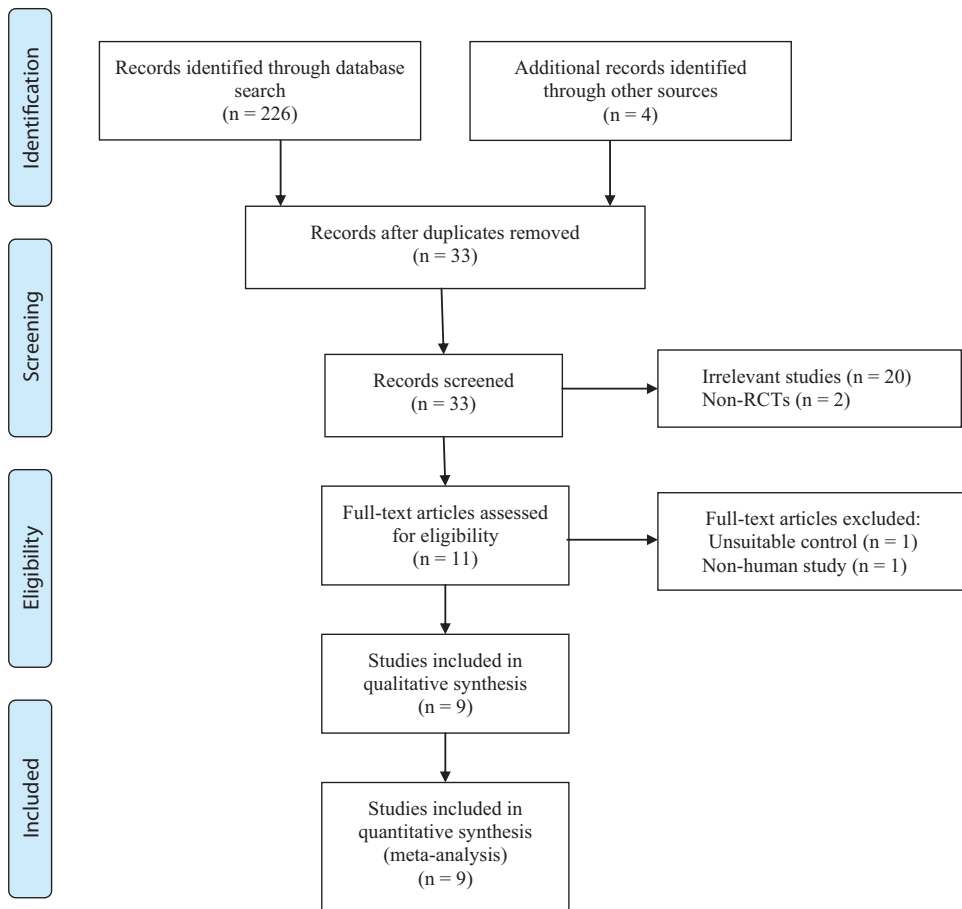 Identification
Records identified through database
search
(n = 226)
Additional records identified
through other sources
(n = 4)
Records after duplicates removed
(n = 33)
Screening
Records screened
(n = 33)
Irrelevant studies (n = 20)
Non-RCTs (n = 2)
Eligibility
Full-text articles assessed
for eligibility
(n = 11)
Full-text articles excluded:
Unsuitable control (n = 1)
Non-human study (n = 1)
Studies included in
qualitative synthesis
(n = 9)
Included
Studies included in
quantitative synthesis
(meta-analysis)
(n = 9)